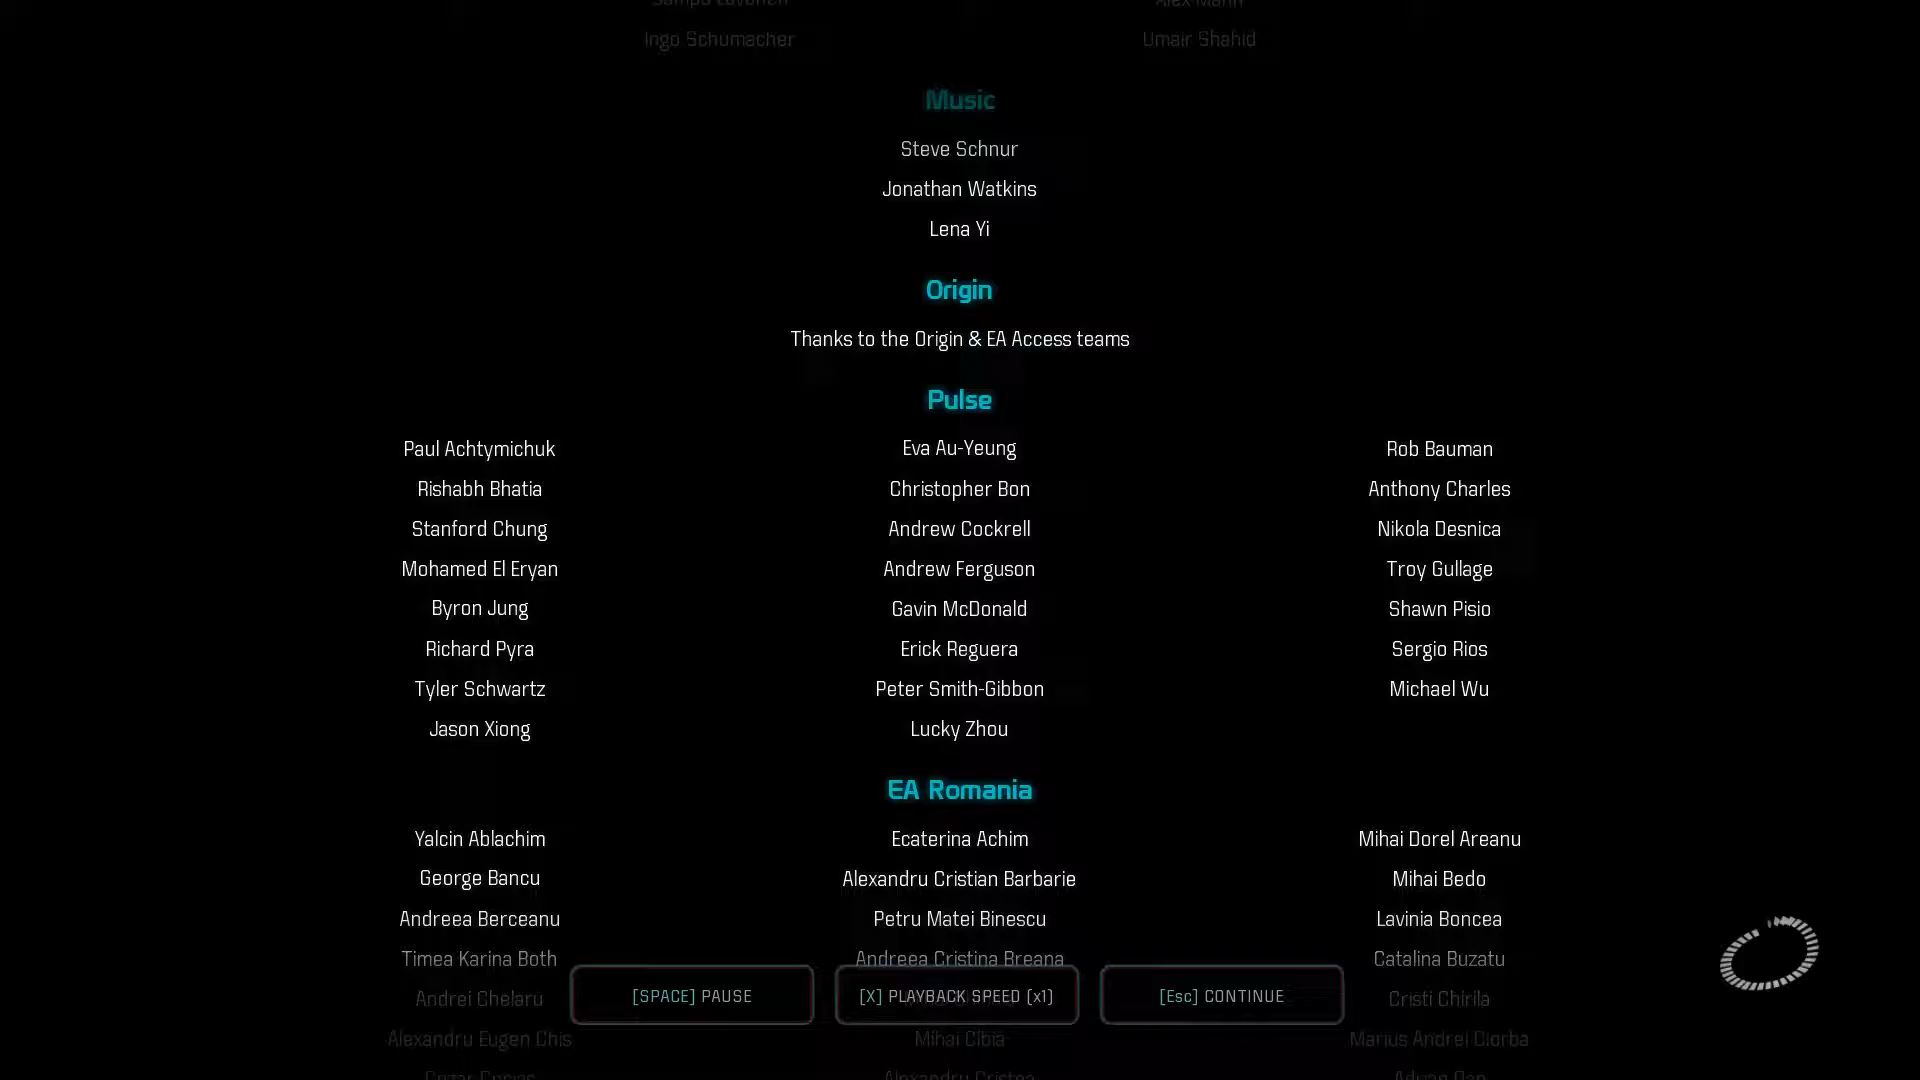 Ingo Schumacher Umair Shahid
Music
Steve Schnur
Jonathan Watkins
Lena Yi
Origin
Thanks to the Origin & EA Access teams
Pulse
Paul Achtymichuk Eva Au-Yeung Rob Bauman
Rishabh Bhatia Christopher Bon Anthony Charles
Stanford Chung Andrew Cockrell Nikola Desnica
Mohamed El Eryan Andrew Ferguson Troy Gullage
Byron Jung Gavin McDonald Shawn Pisio
Richard Pyra Erick Reguera Sergio Rios
Tyler Schwartz Peter Smith-Gibbon Michael Wu
Jason Xiong Lucky Zhou
EA Romania
Yalcin Ablachim Ecaterina Achim Mihai Dorel Areanu
George Bancu Alexandru Cristian Barbarie Mihai Bedo
Andreea Berceanu Petru Matei Binescu Lavinia Boncea
Timea Karina Both Andreea Cristina Breana Catalina Buzatu
Andrei Chelaru Cristi Chirila
[SPACE] PAUSE [X] PLAYBACK SPEED (x1) [Esc] CONTINUE
Alexandru Eugen Chis Mihai Cibia Marius Andrei Ciorba